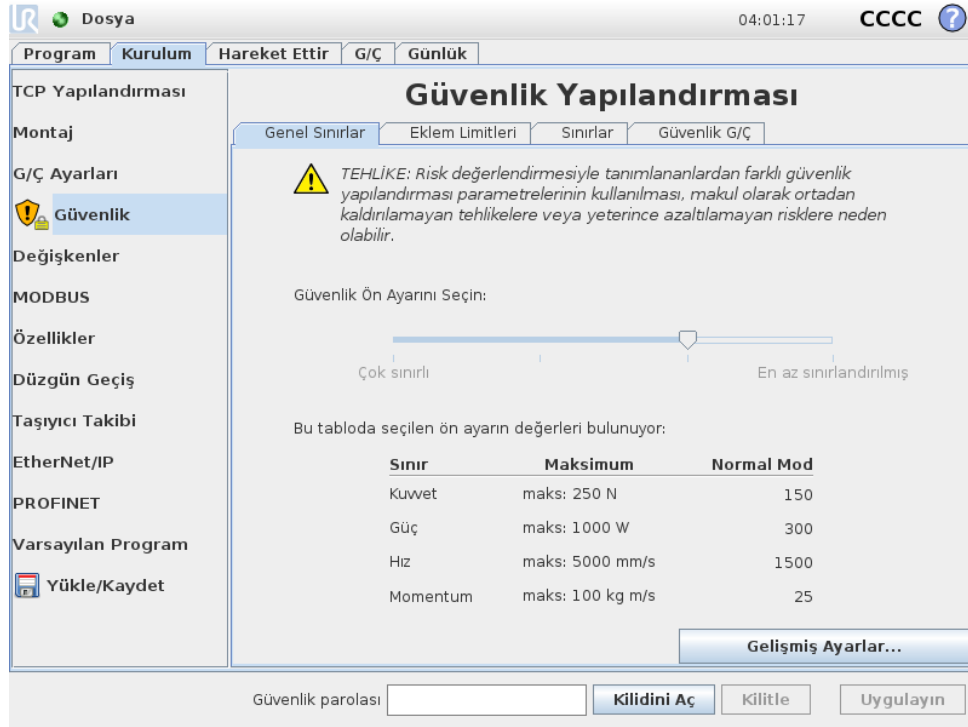 UR Dosya 04:01:17 CCCC ?
Program Kurulum Hareket Ettir G/Ç Günlük
TCP Yapılandırması
Montaj
G/Ç Ayarları
Güvenlik
Değişkenler
MODBUS
Özellikler
Düzgün Geçiş
Taşıyıcı Takibi
EtherNet/IP
PROFINET
Varsayılan Program
Yükle/Kaydet
Güvenlik Yapılandırması
Genel Sınırlar Eklem Limitleri Sınırlar Güvenlik G/Ç
TEHLİKE: Risk değerlendirmesiyle tanımlananlardan farklı güvenlik
yapılandırması parametrelerinin kullanılması, makul olarak ortadan
kaldırılamayan tehlikelere veya yeterince azaltılamayan risklere neden
olabilir.
Güvenlik Ön Ayarını Seçin:
Çok sınırlı En az sınırlandırılmış
Bu tabloda seçilen ön ayarın değerleri bulunuyor:
Sınır Maksimum Normal Mod
Kuvvet maks: 250 N 150
Güç maks: 1000 W 300
Hız maks: 5000 mm/s 1500
Momentum maks: 100 kg m/s 25
Gelişmiş Ayarlar...
Güvenlik parolası Kilidini Aç Kilitle Uygulayın